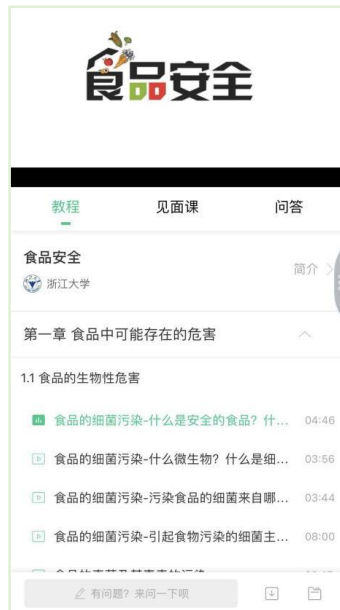 食品安全
教程 见面课 问答
食品安全
简介
浙江大学
第一章 食品中可能存在的危害
1.1 食品的生物性危害
食品的细菌污染-什么是安全的食品？什... 04:46
食品的细菌污染-什么微生物？什么是细... 03:56
食品的细菌污染-污染食品的细菌来自哪... 03:44
食品的细菌污染-引起食物污染的细菌主... 08:00
有问题？来问一下呗